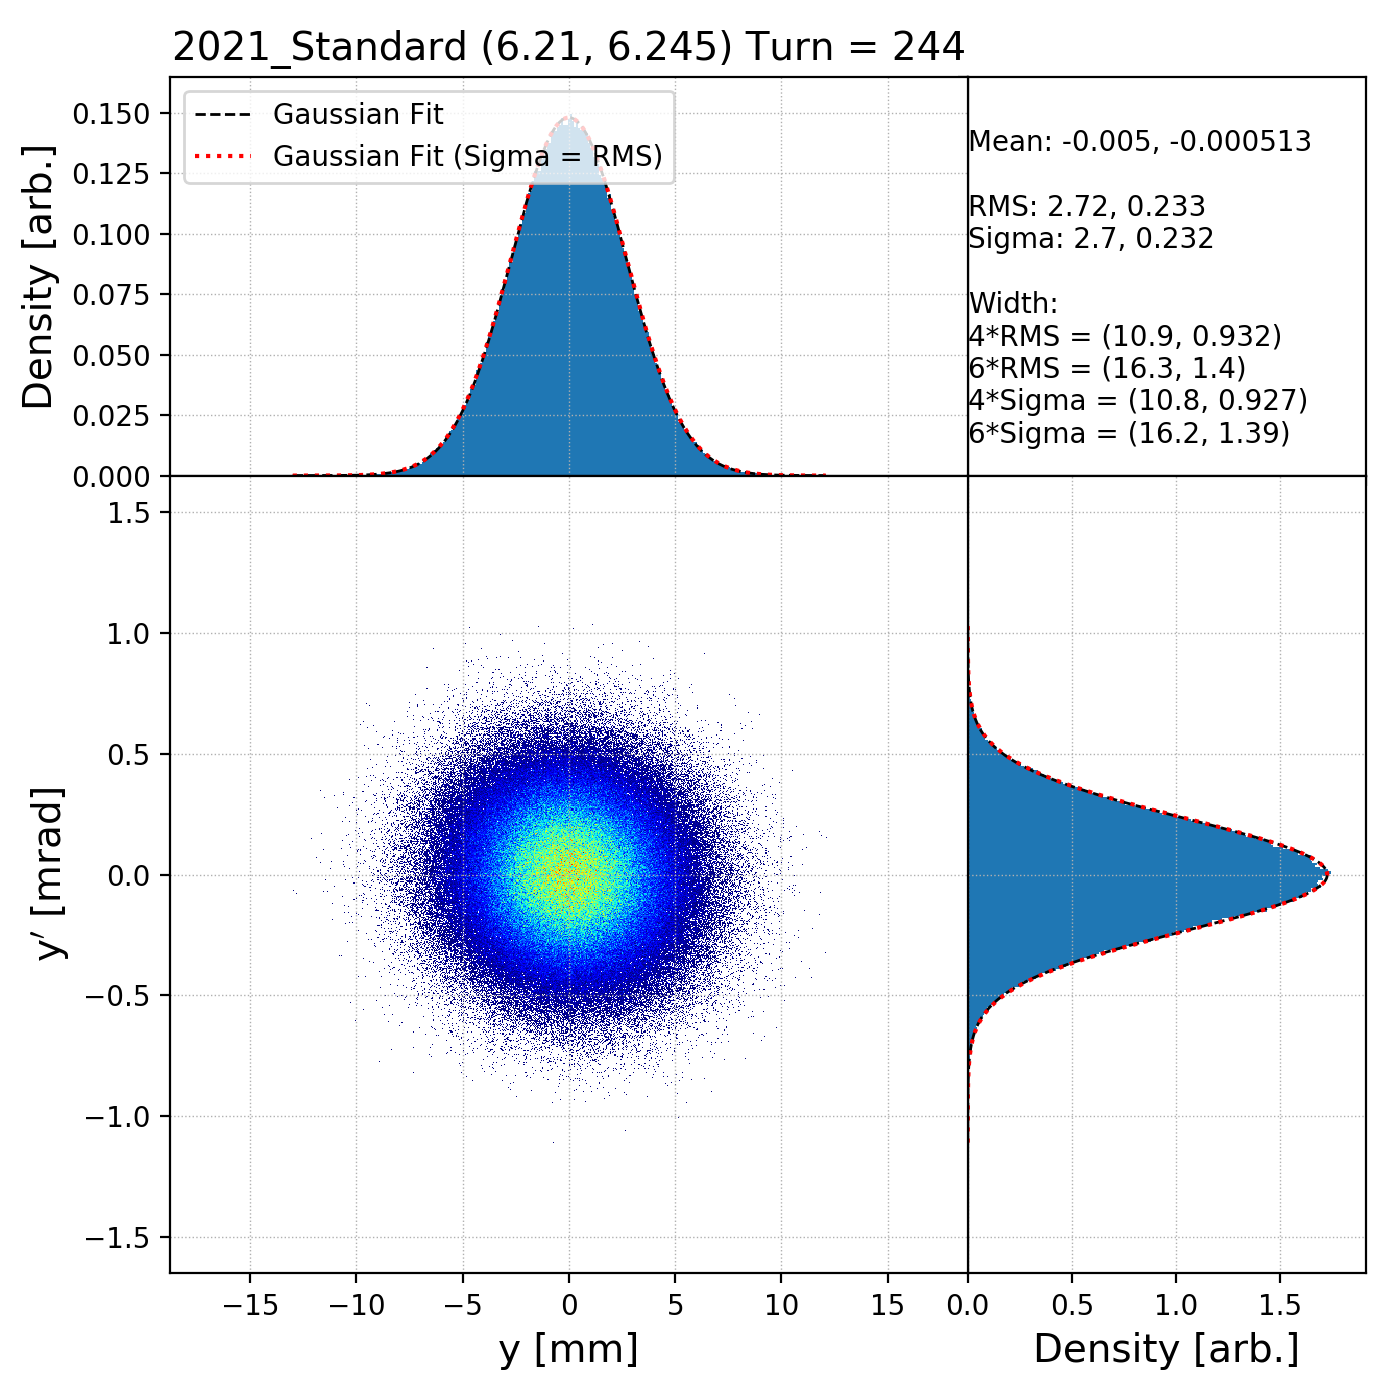 2021_Standard (6.21, 6.245) Turn = 244
Density [arb.]
0.150
0.125
0.100
0.075
0.050
0.025
0.000
Gaussian Fit
Gaussian Fit (Sigma = RMS)
Mean: -0.005, -0.000513
RMS: 2.72, 0.233
Sigma: 2.7, 0.232
Width:
4*RMS = (10.9, 0.932)
6*RMS = (16.3, 1.4)
4*Sigma = (10.8, 0.927)
6*Sigma = (16.2, 1.39)
y′ [mrad]
1.5
1.0
0.5
0.0
−0.5
−1.0
−1.5
−15 −10 −5 0 5 10 15
y [mm]
0.0 0.5 1.0 1.5
Density [arb.]